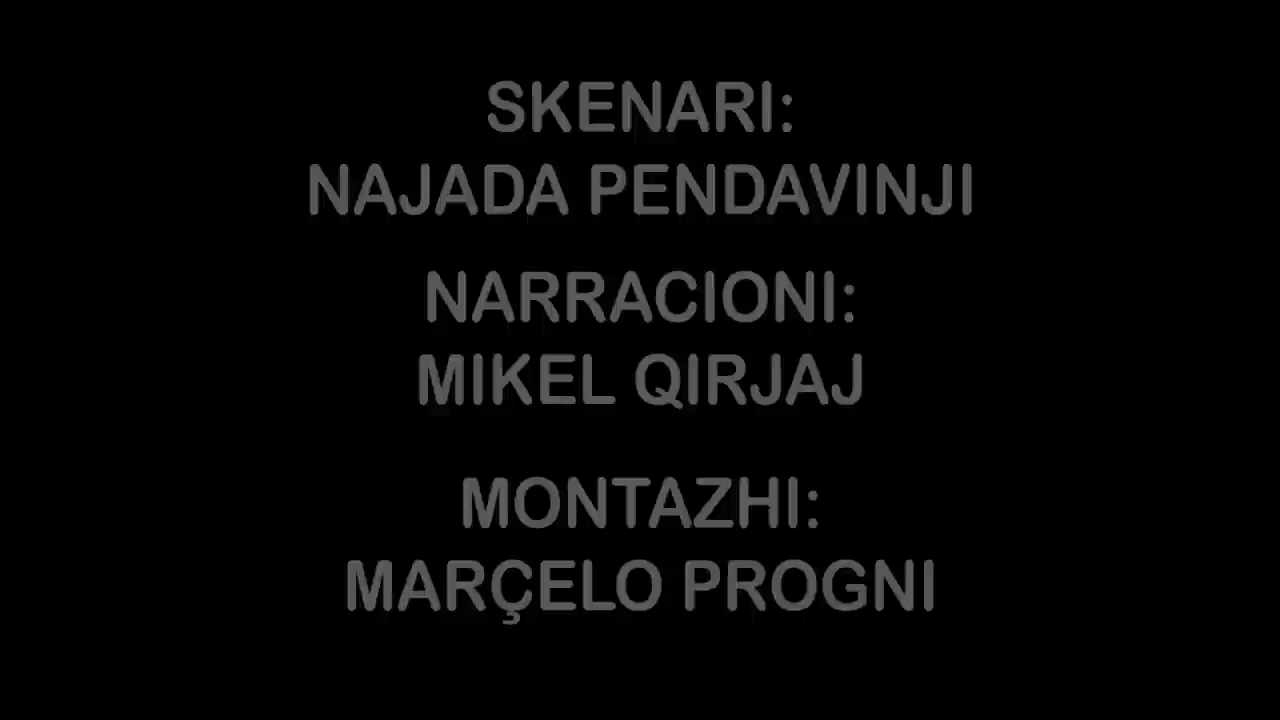 SKENARI:
NAJADA PENDAVINJI
NARRACIONI:
MIKEL QIRJAJ
MONTAZHI:
MARÇELO PROGNI